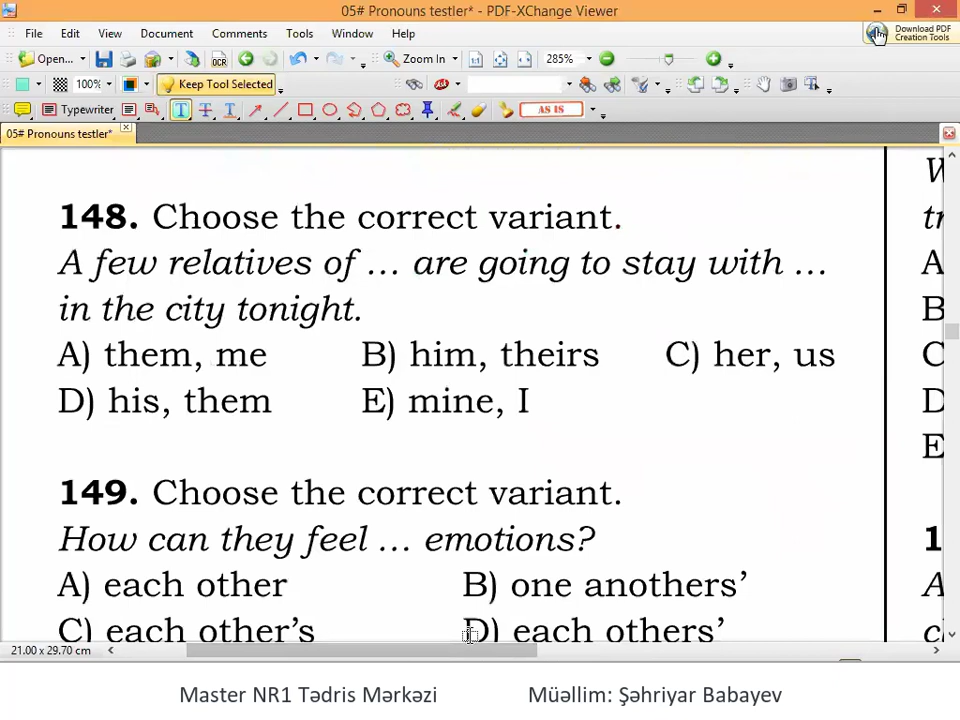 05# Pronouns testler* - PDF-XChange Viewer
File Edit View Document Comments Tools Window Help
Download PDF
Creation Tools
Open... OCR Zoom In 285%
100% Keep Tool Selected
Typewriter T T T AS IS
05# Pronouns testler*
148. Choose the correct variant.
A few relatives of … are going to stay with …
in the city tonight.
A) them, me B) him, theirs C) her, us
D) his, them E) mine, I
149. Choose the correct variant.
How can they feel … emotions?
A) each other B) one anothers’
C) each other’s D) each others’
W
tr
A
B
C
D
E
1
A
cl
21.00 x 29.70 cm
Master NR1 Tədris Mərkəzi Müəllim: Şəhriyar Babayev